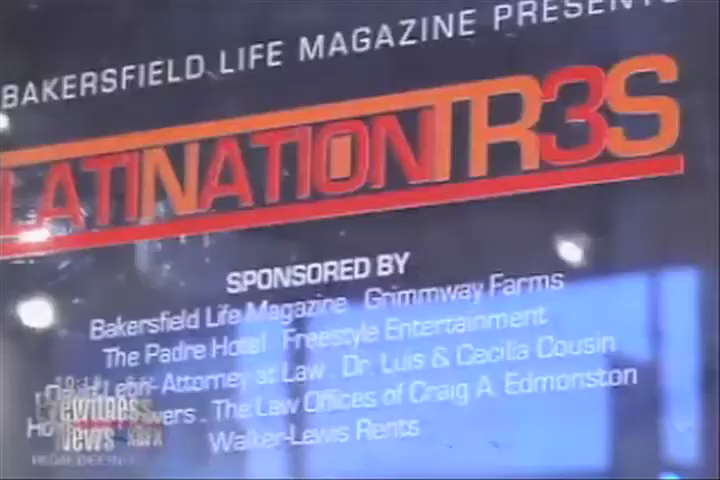 BAKERSFIELD LIFE MAGAZINE PRESENTS
LATINATIONTR3S
SPONSORED BY
Bakersfield Life Magazine Grimmway Farms
The Padre Hotel Freestyle Entertainment
Attorney at Law . Dr. Luis & Cecilia Cousin
. The Law Offices of Craig A. Edmonston
Walker-Lewis Rents
Eyewitness
News